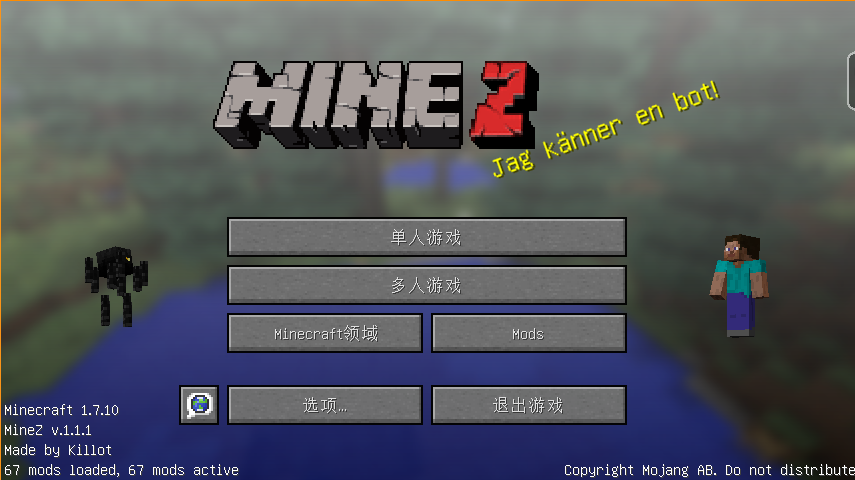 MINE Z
Jag känner en bot!
单人游戏
多人游戏
Minecraft领域
Mods
选项…
退出游戏
Minecraft 1.7.10
MineZ v.1.1.1
Made by Killot
67 mods loaded, 67 mods active
Copyright Mojang AB. Do not distribute